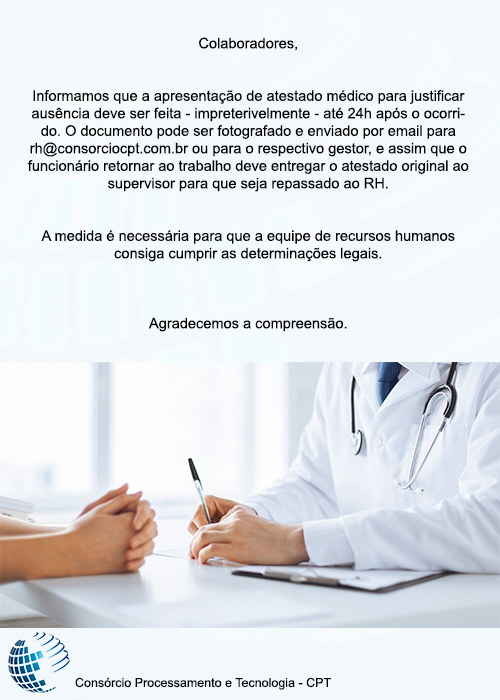 Colaboradores,
Informamos que a apresentação de atestado médico para justificar
ausência deve ser feita - impreterivelmente - até 24h após o ocorri-
do. O documento pode ser fotografado e enviado por email para
rh@consorciocpt.com.br ou para o respectivo gestor, e assim que o
funcionário retornar ao trabalho deve entregar o atestado original ao
supervisor para que seja repassado ao RH.
A medida é necessária para que a equipe de recursos humanos
consiga cumprir as determinações legais.
Agradecemos a compreensão.
Consórcio Processamento e Tecnologia - CPT